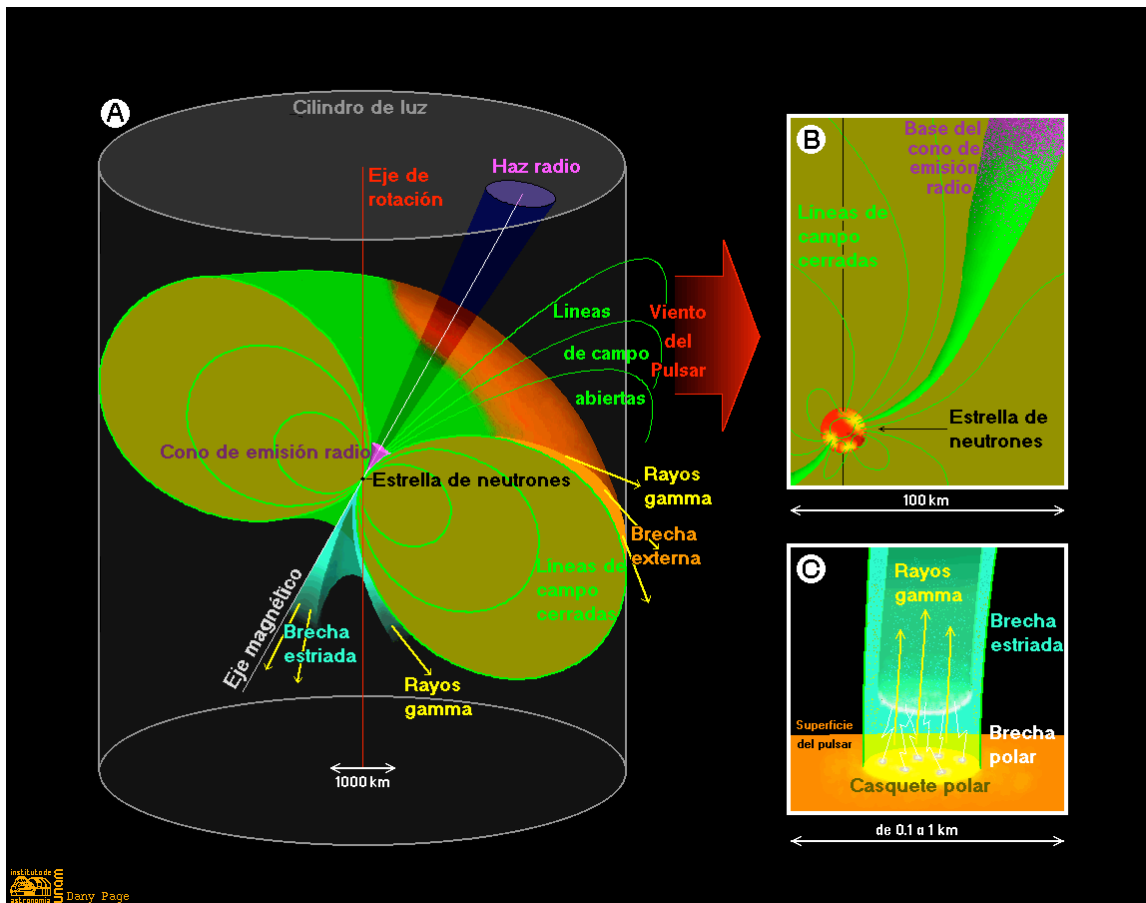 A
Cilindro de luz
Eje de
rotación
Haz radio
Lineas
de campo
abiertas
Viento
del
Pulsar
Cono de emisión radio
Estrella de neutrones
Rayos
gamma
Brecha
externa
Líneas de
campo
cerradas
Eje magnético
Brecha
estriada
Rayos
gamma
1000 km
B
Base del
cono de
emisión
radio
Líneas de
campo
cerradas
Estrella de
neutrones
100 km
C
Rayos
gamma
Brecha
estriada
Superficie
del pulsar
Brecha
polar
Casquete polar
de 0.1 a 1 km
instituto de
astronomia
unam
Dany Page